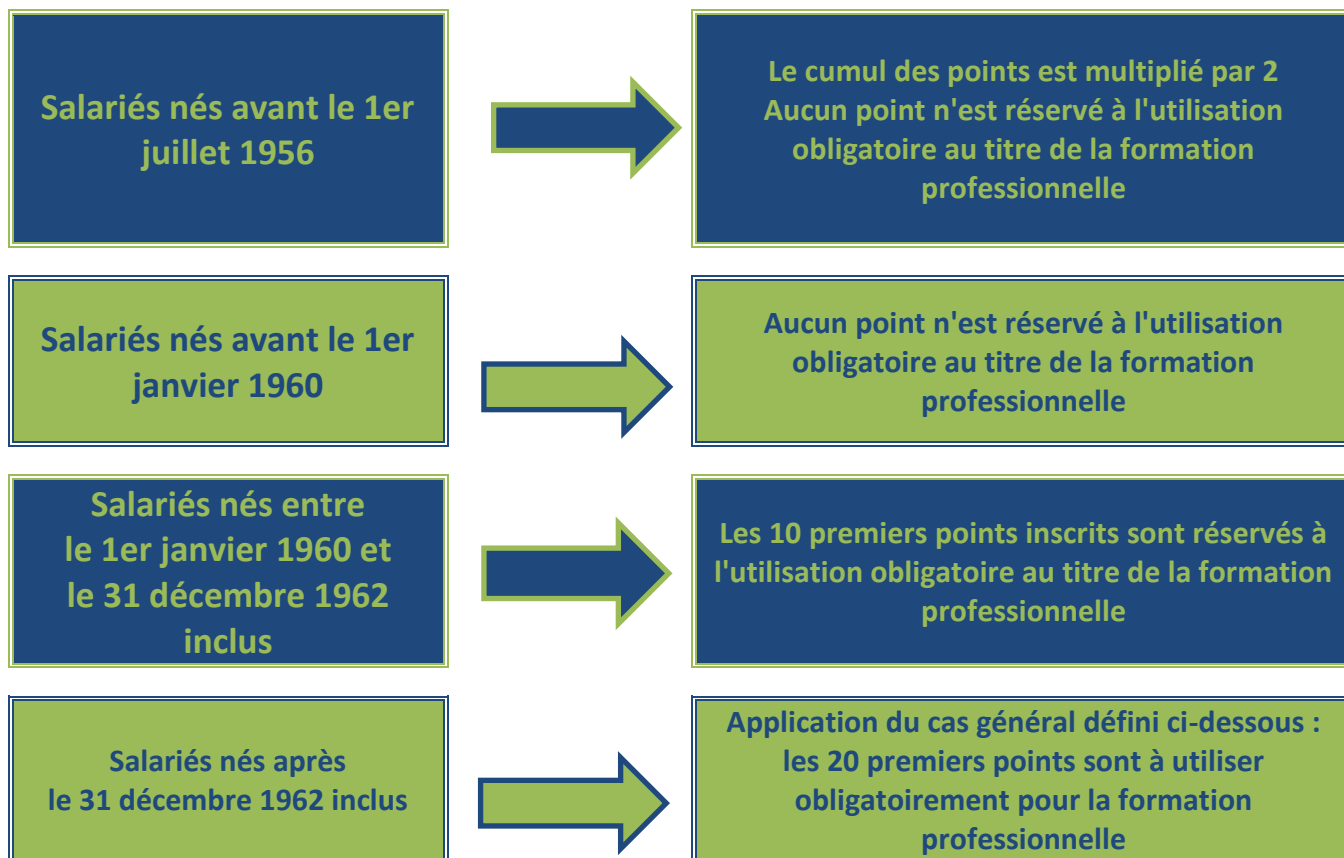 Salariés nés avant le 1er
juillet 1956
Le cumul des points est multiplié par 2
Aucun point n'est réservé à l'utilisation
obligatoire au titre de la formation
professionnelle
Salariés nés avant le 1er
janvier 1960
Aucun point n'est réservé à l'utilisation
obligatoire au titre de la formation
professionnelle
Salariés nés entre
le 1er janvier 1960 et
le 31 décembre 1962
inclus
Les 10 premiers points inscrits sont réservés à
l'utilisation obligatoire au titre de la formation
professionnelle
Salariés nés après
le 31 décembre 1962 inclus
Application du cas général défini ci-dessous :
les 20 premiers points sont à utiliser
obligatoirement pour la formation
professionnelle